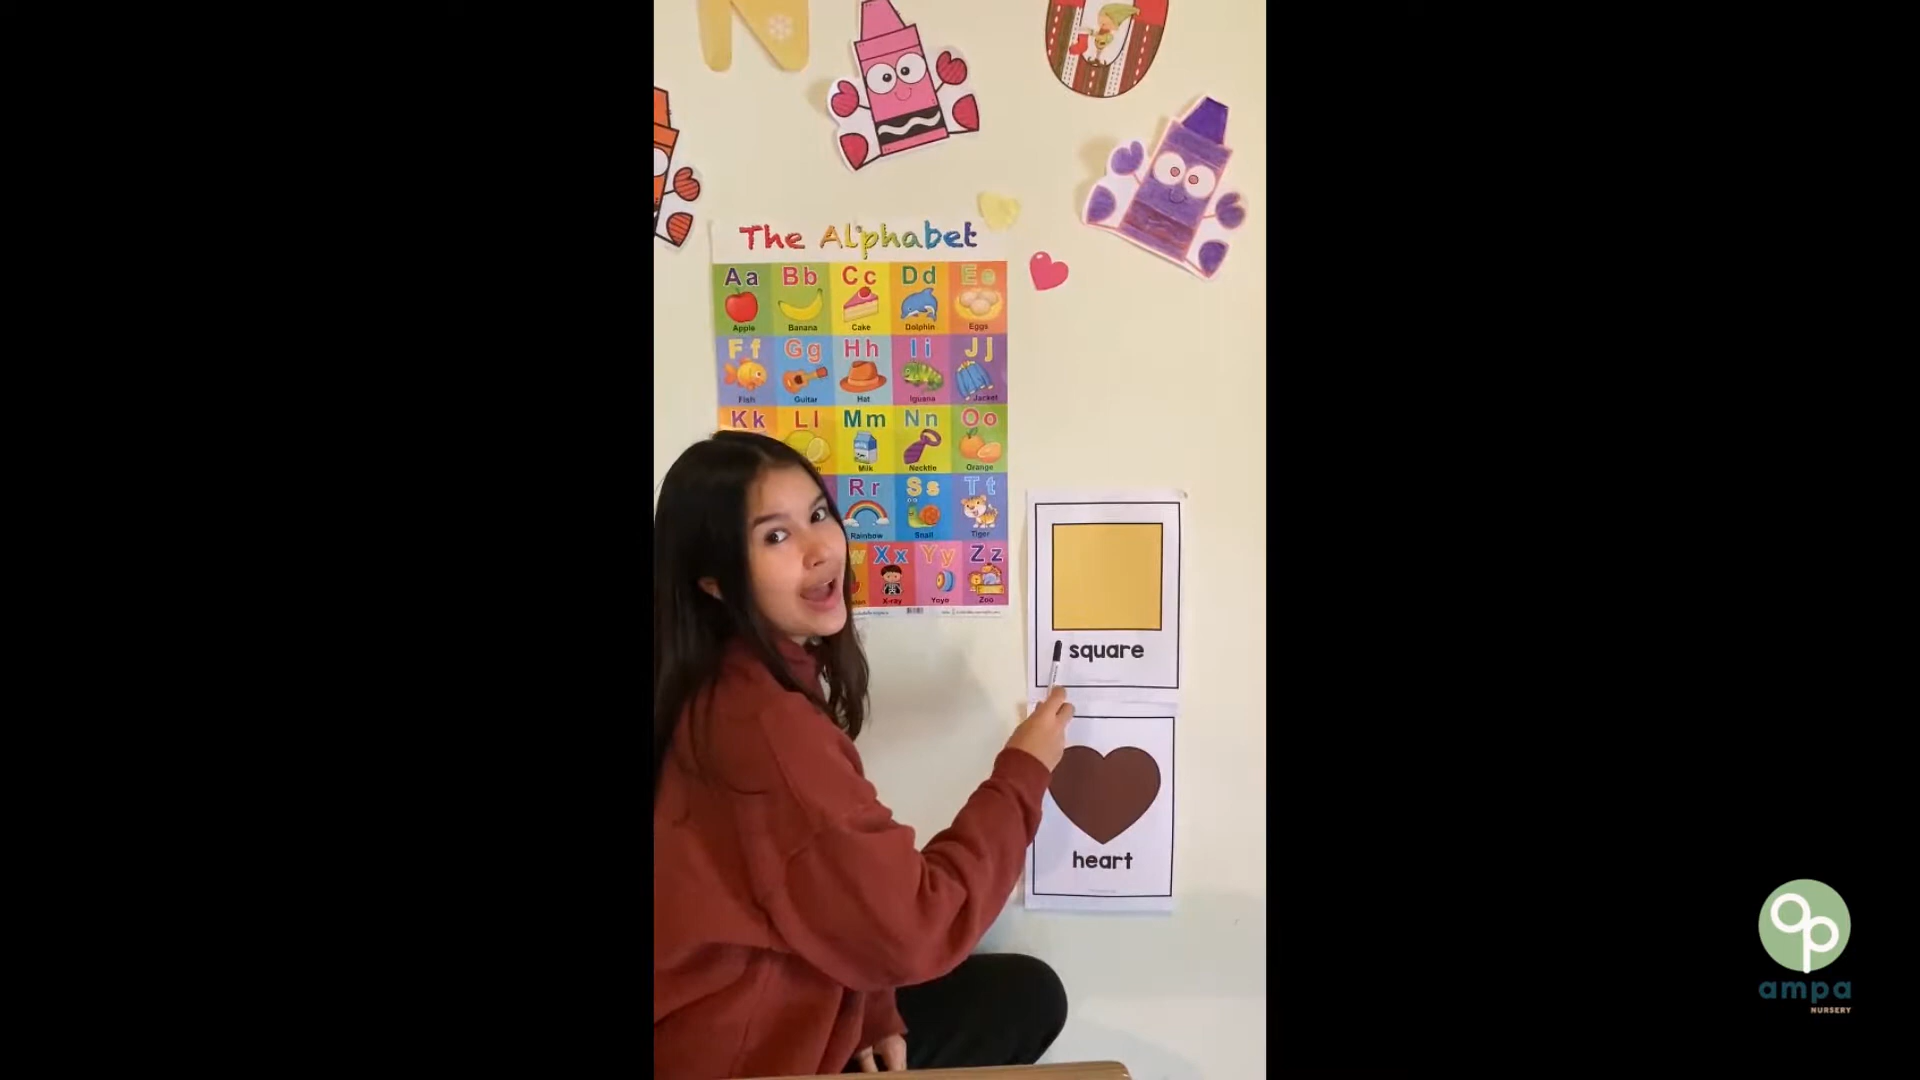 The Alphabet
Aa Bb Cc Dd Ee
Apple Banana Cake Dolphin Eggs
Ff Gg Hh Ii Jj
Fish Guitar Hat Iguana Jacket
Kk Ll Mm Nn Oo
Milk Necktie Orange
Rr Ss Tt
Rainbow Snail Tiger
Xx Yy Zz
X-ray Yoyo Zoo
square
heart
ampa
NURSERY